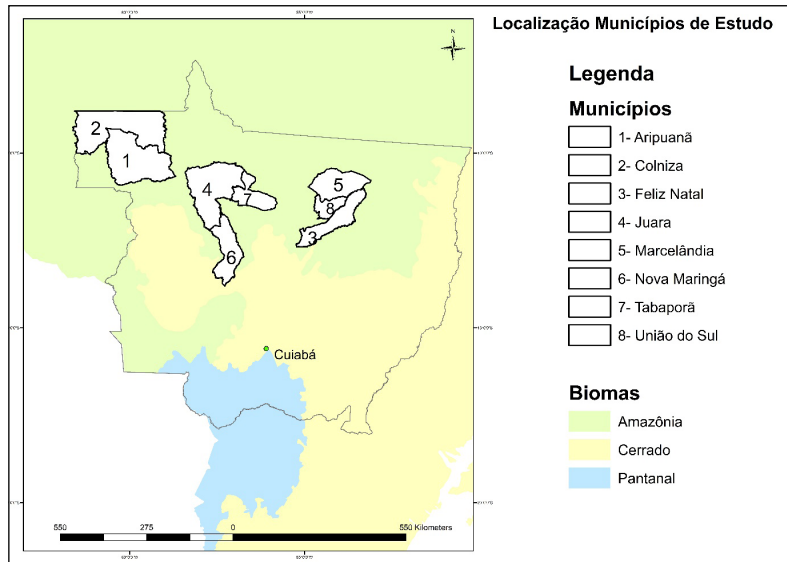 Localização Municípios de Estudo
N
Legenda
Municípios
1- Aripuanã
2- Colniza
3- Feliz Natal
4- Juara
5- Marcelândia
6- Nova Maringá
7- Tabaporã
8- União do Sul
Biomas
Amazônia
Cerrado
Pantanal
2
1
4
7
5
8
3
6
Cuiabá
550 275 0 550 Kilometers